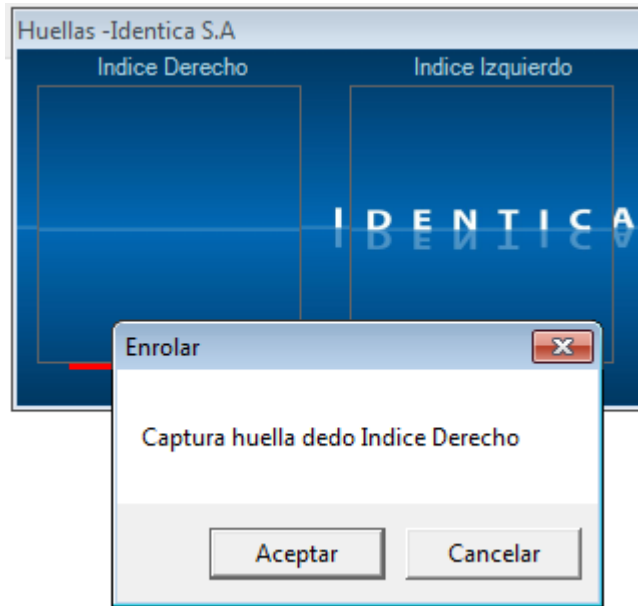 Huellas -Identica S.A
Indice Derecho
Indice Izquierdo
IDENTICA
Enrolar
Captura huella dedo Indice Derecho
Aceptar
Cancelar